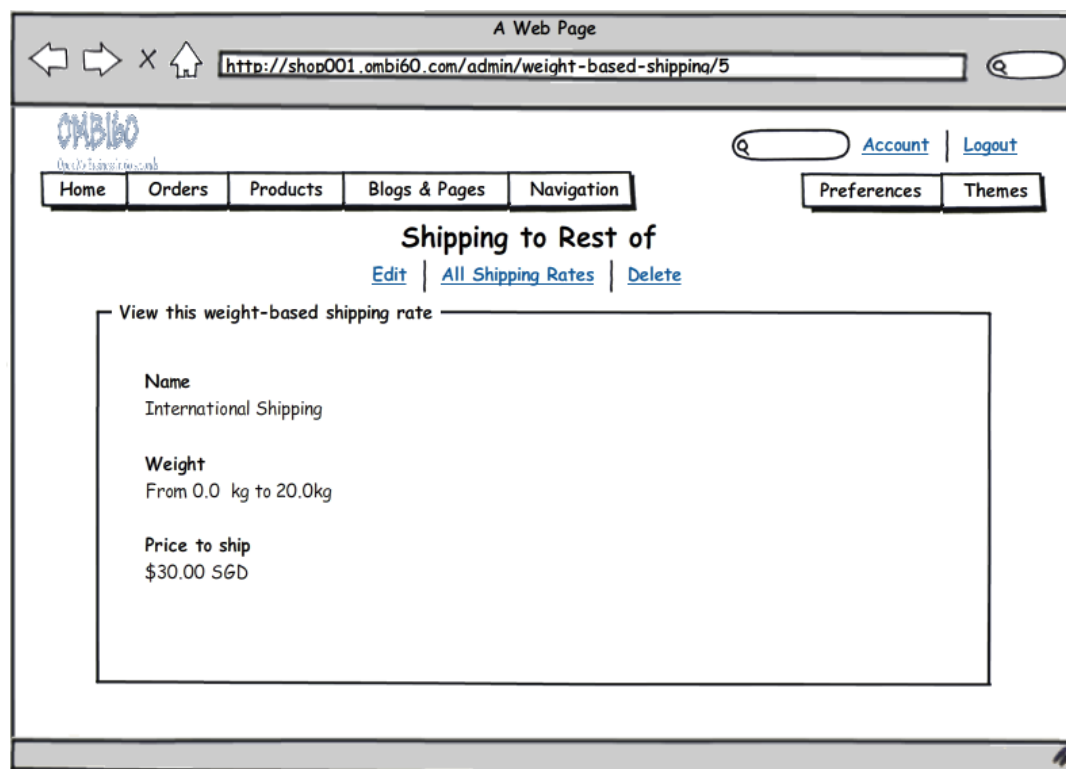 A Web Page
http://shop001.ombi60.com/admin/weight-based-shipping/5
OMBI60
Account Logout
Home Orders Products Blogs & Pages Navigation Preferences Themes
Shipping to Rest of
Edit All Shipping Rates Delete
View this weight-based shipping rate
Name
International Shipping
Weight
From 0.0 kg to 20.0kg
Price to ship
$30.00 SGD